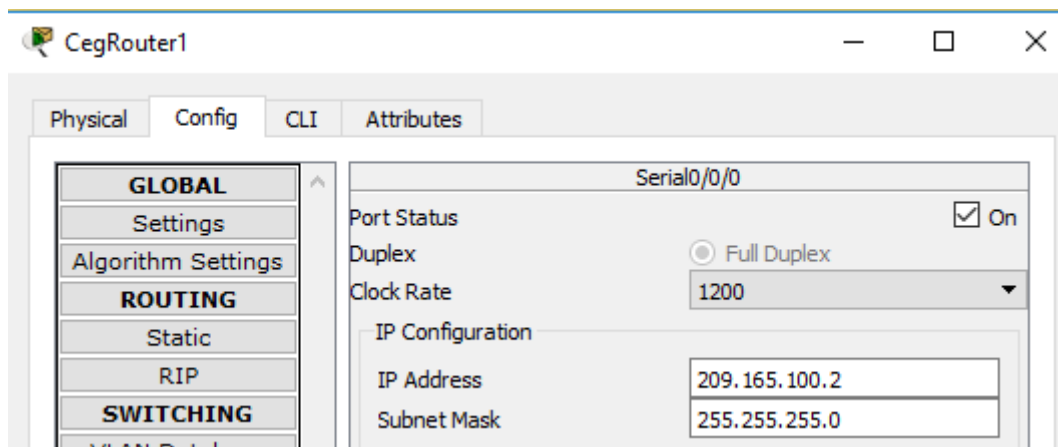 CegRouter1
Physical Config CLI Attributes
GLOBAL
Settings
Algorithm Settings
ROUTING
Static
RIP
SWITCHING
VLAN Database
Serial0/0/0
Port Status On
Duplex Full Duplex
Clock Rate 1200
IP Configuration
IP Address 209.165.100.2
Subnet Mask 255.255.255.0